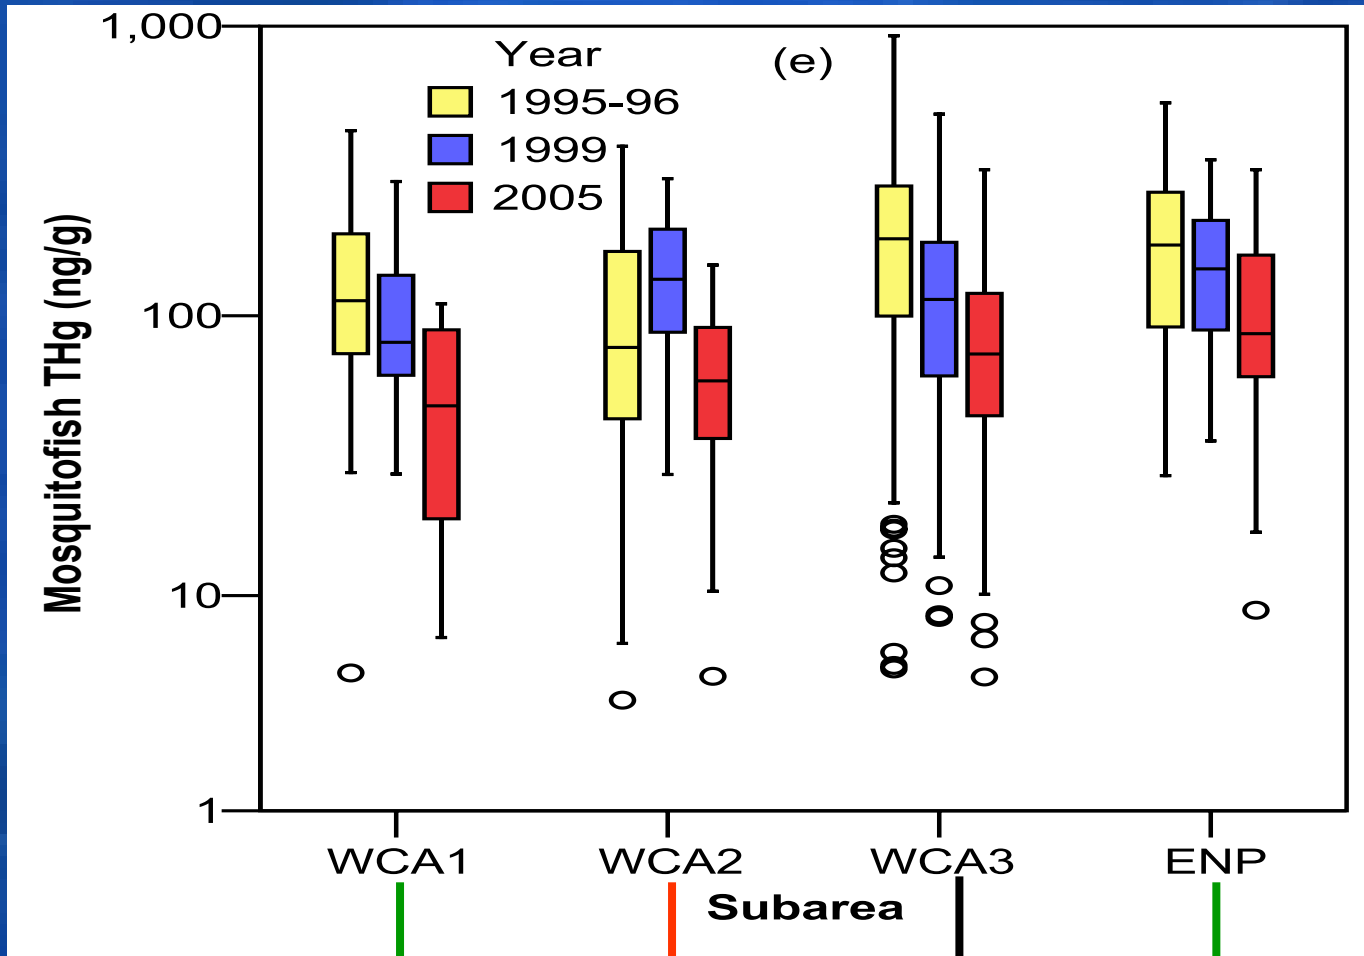 1,000
Year
(e)
1995-96
1999
2005
Mosquitofish THg (ng/g)
100
10
1
WCA1
WCA2
WCA3
ENP
Subarea